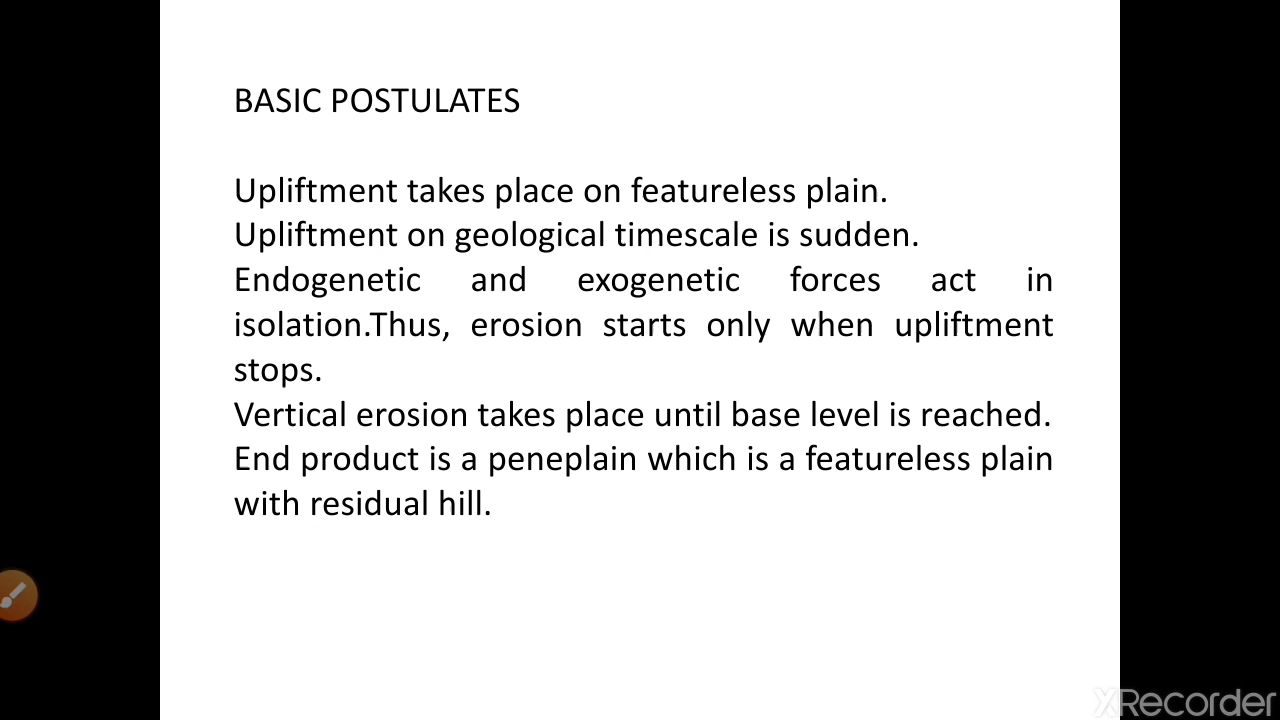 BASIC POSTULATES
Upliftment takes place on featureless plain.
Upliftment on geological timescale is sudden.
Endogenetic and exogenetic forces act in
isolation.Thus, erosion starts only when upliftment
stops.
Vertical erosion takes place until base level is reached.
End product is a peneplain which is a featureless plain
with residual hill.
XRecorder